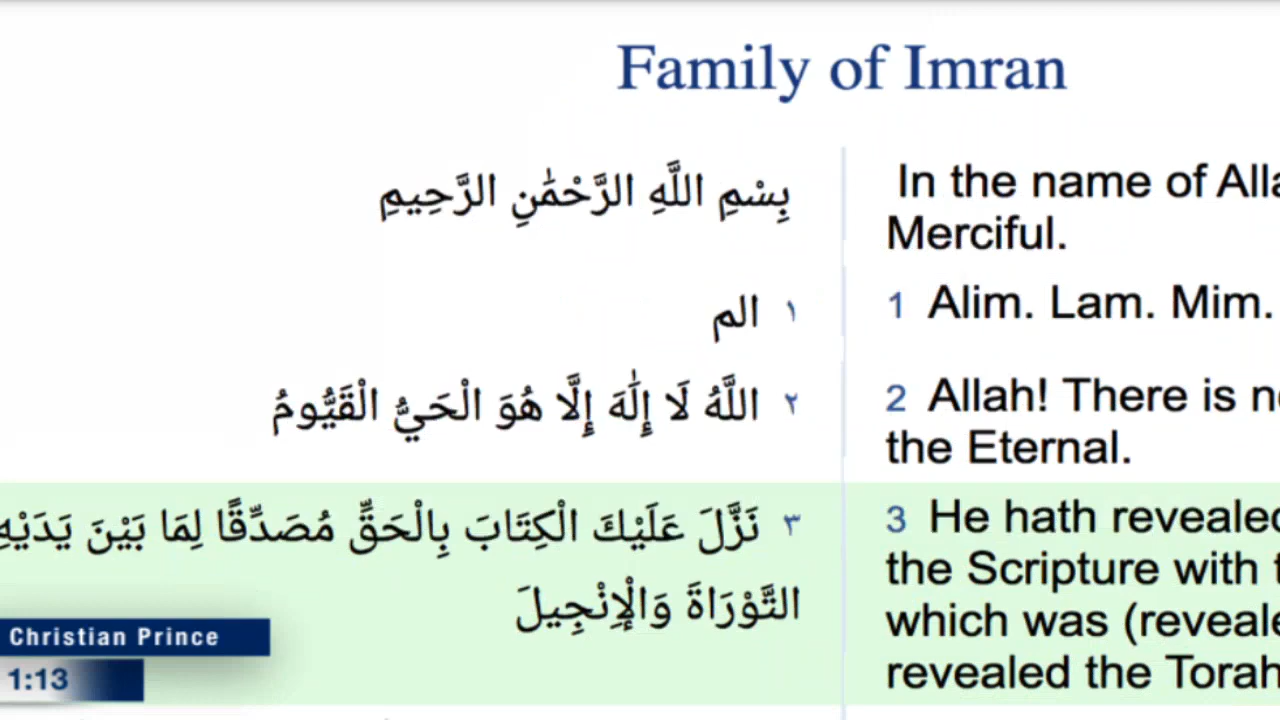 Family of Imran
بِسْمِ اللَّهِ الرَّحْمَٰنِ الرَّحِيمِ
In the name of Alla
Merciful.
١ الم
1 Alim. Lam. Mim.
٢ اللَّهُ لَا إِلَٰهَ إِلَّا هُوَ الْحَيُّ الْقَيُّومُ
2 Allah! There is no
the Eternal.
٣ نَزَّلَ عَلَيْكَ الْكِتَابَ بِالْحَقِّ مُصَدِّقًا لِمَا بَيْنَ يَدَيْهِ
التَّوْرَاةَ وَالْإِنْجِيلَ
3 He hath revealed
the Scripture with t
which was (reveale
revealed the Torah
Christian Prince
1:13